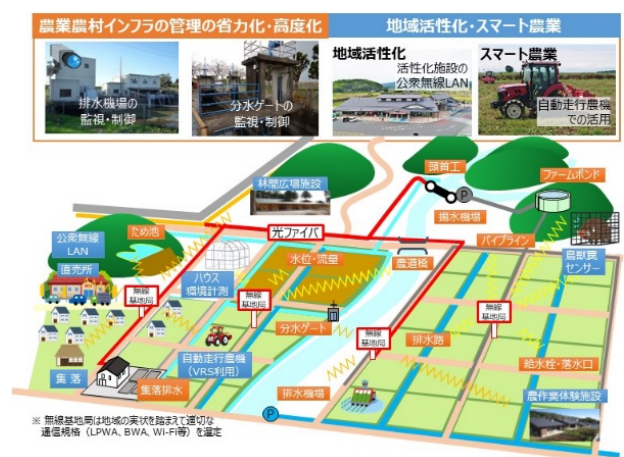 農業農村インフラの管理の省力化・高度化
地域活性化・スマート農業
排水機場の
監視・制御
分水ゲートの
監視・制御
地域活性化
活性化施設の
公衆無線LAN
スマート農業
自動走行農機
での活用
頭首工
ファームポンド
林間広場施設
P
揚水機場
ため池
光ファイバ
パイプライン
公衆無線
LAN
直売所
ハウス
環境計測
水位・流量
農道橋
鳥獣罠
センサー
無線
基地局
無線
基地局
無線
基地局
無線
基地局
分水ゲート
排水路
自動走行農機
(VRS利用)
給水栓・落水口
集落
集落排水
排水機場
農作業体験施設
P
※ 無線基地局は地域の実状を踏まえて適切な
通信規格(LPWA、BWA、Wi-Fi等)を選定